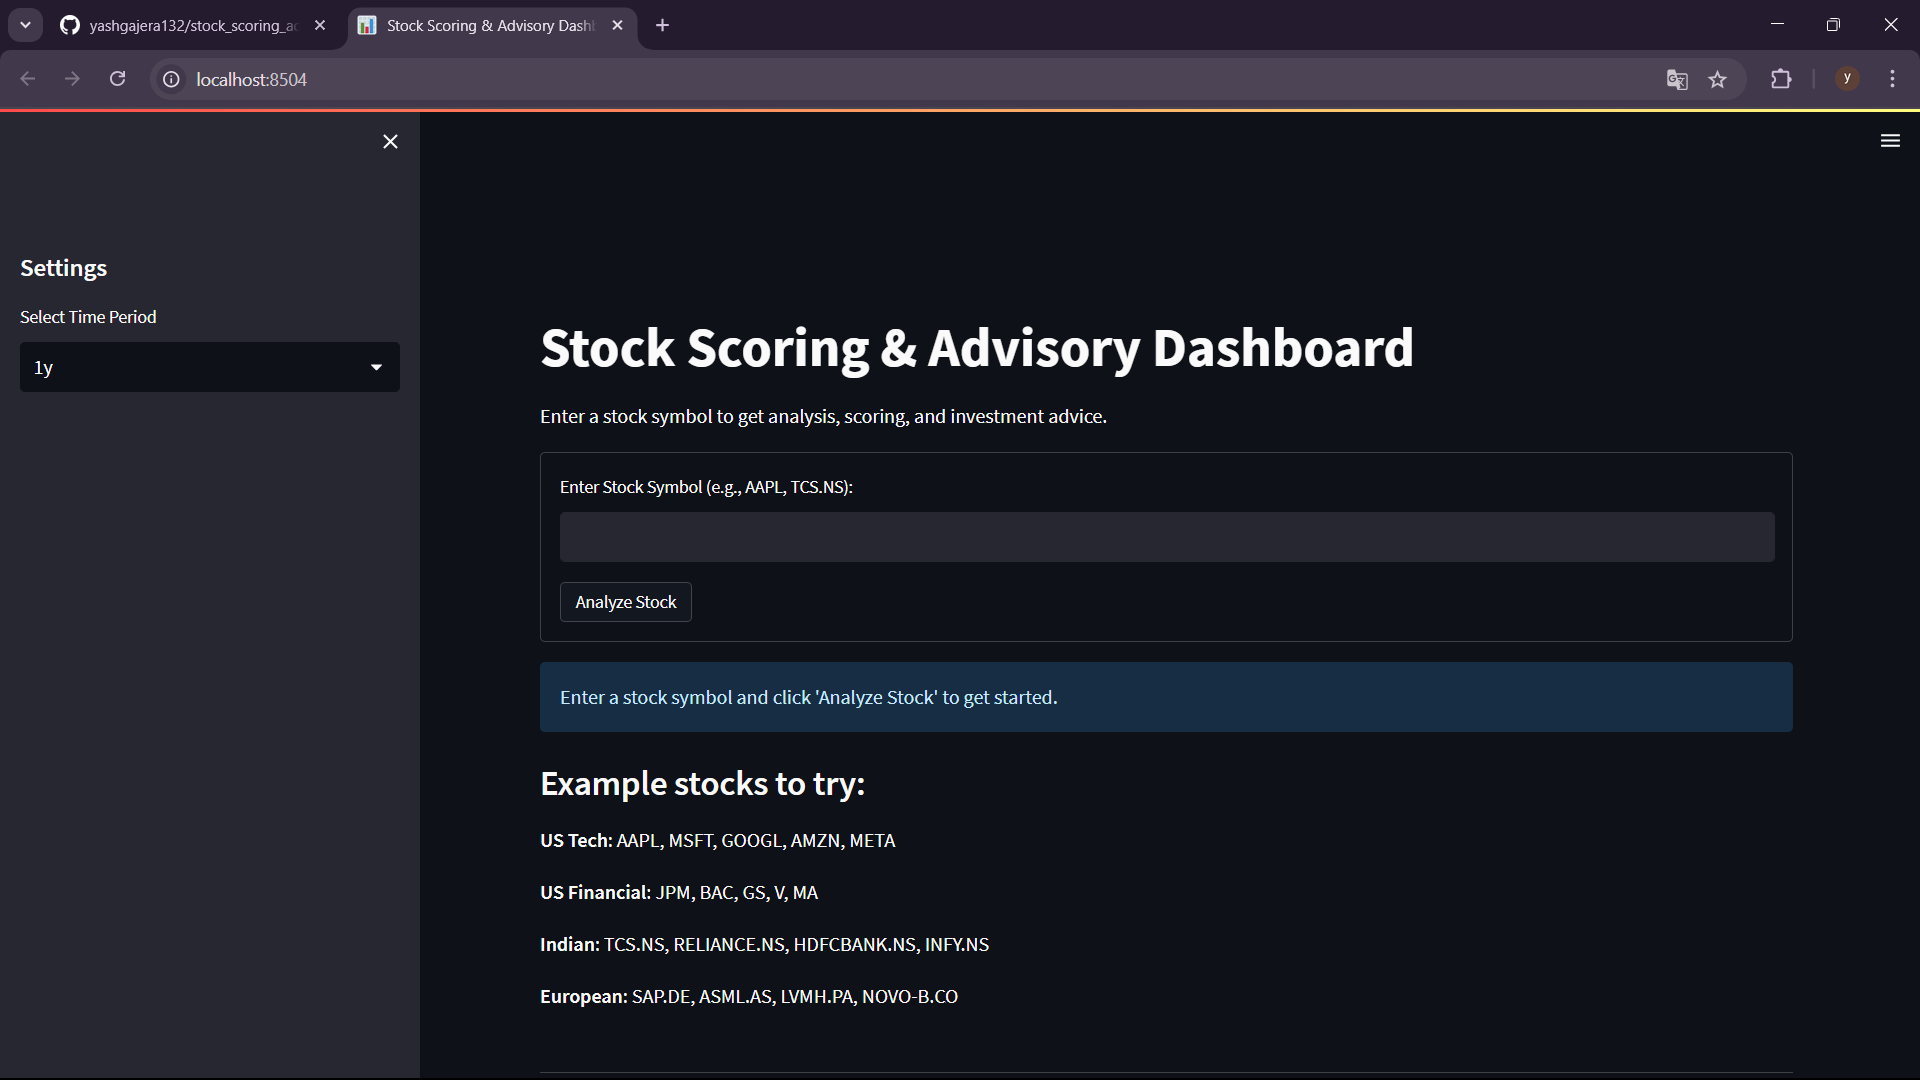 yashgajera132/stock_scoring_ad
Stock Scoring & Advisory Dashb
localhost:8504
y
Settings
Select Time Period
1y
Stock Scoring & Advisory Dashboard
Enter a stock symbol to get analysis, scoring, and investment advice.
Enter Stock Symbol (e.g., AAPL, TCS.NS):
Analyze Stock
Enter a stock symbol and click 'Analyze Stock' to get started.
Example stocks to try:
US Tech: AAPL, MSFT, GOOGL, AMZN, META
US Financial: JPM, BAC, GS, V, MA
Indian: TCS.NS, RELIANCE.NS, HDFCBANK.NS, INFY.NS
European: SAP.DE, ASML.AS, LVMH.PA, NOVO-B.CO